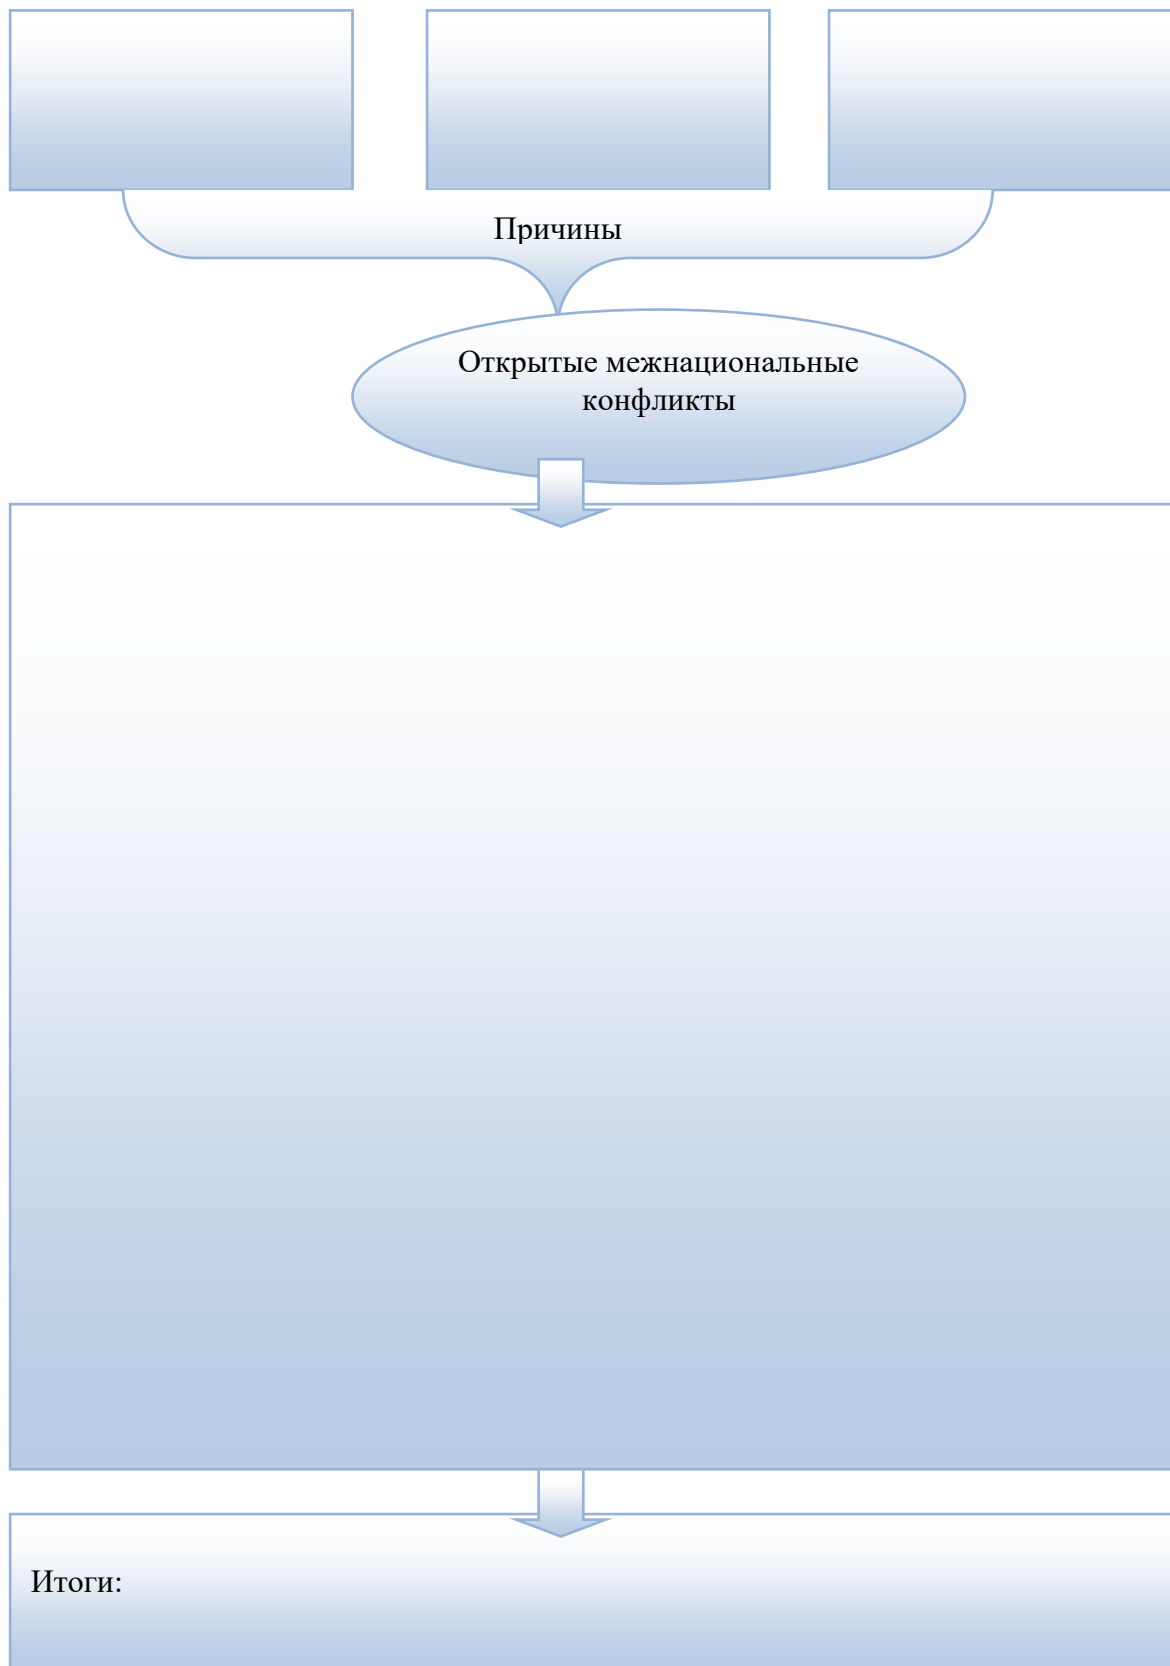 Причины
Открытые межнациональные
конфликты
Итоги: